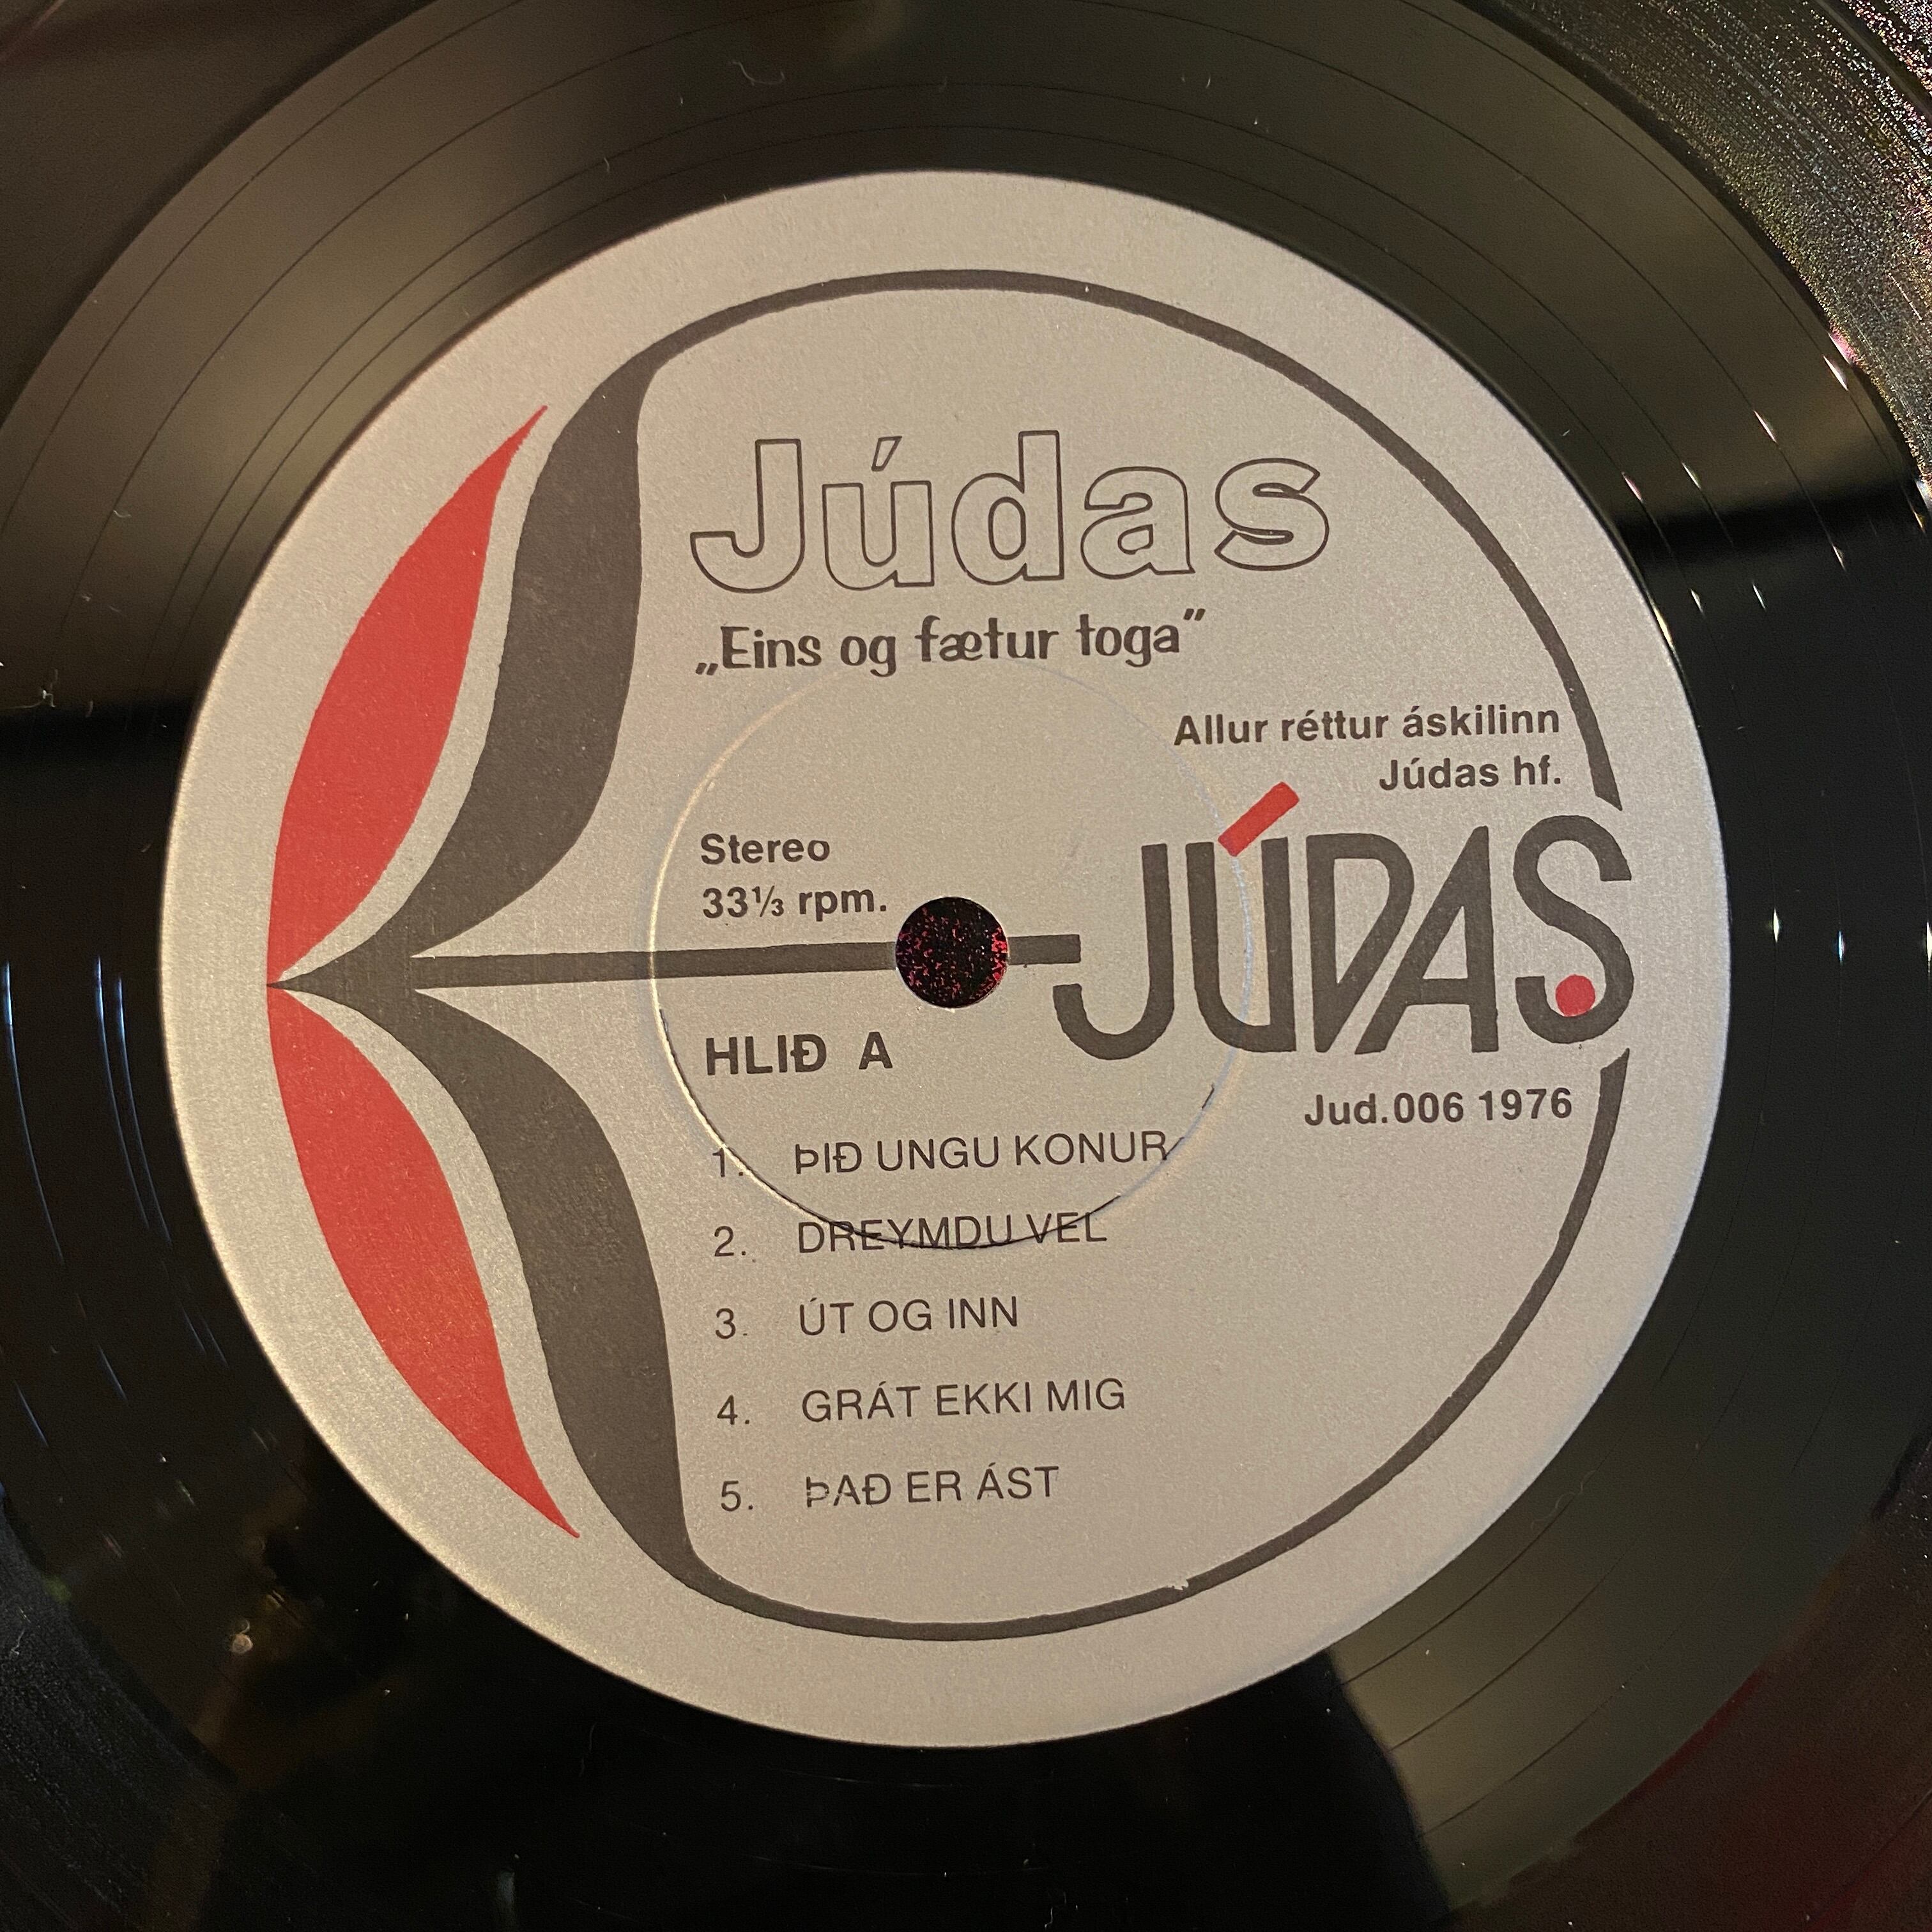 Júdas
„Eins og fætur toga”
Allur réttur áskilinn
Júdas hf.
Stereo
33⅓ rpm.
JÚDAS
HLIÐ A
Jud.006 1976
1. ÞIÐ UNGU KONUR
2. DREYMDU VEL
3. ÚT OG INN
4. GRÁT EKKI MIG
5. ÞAÐ ER ÁST